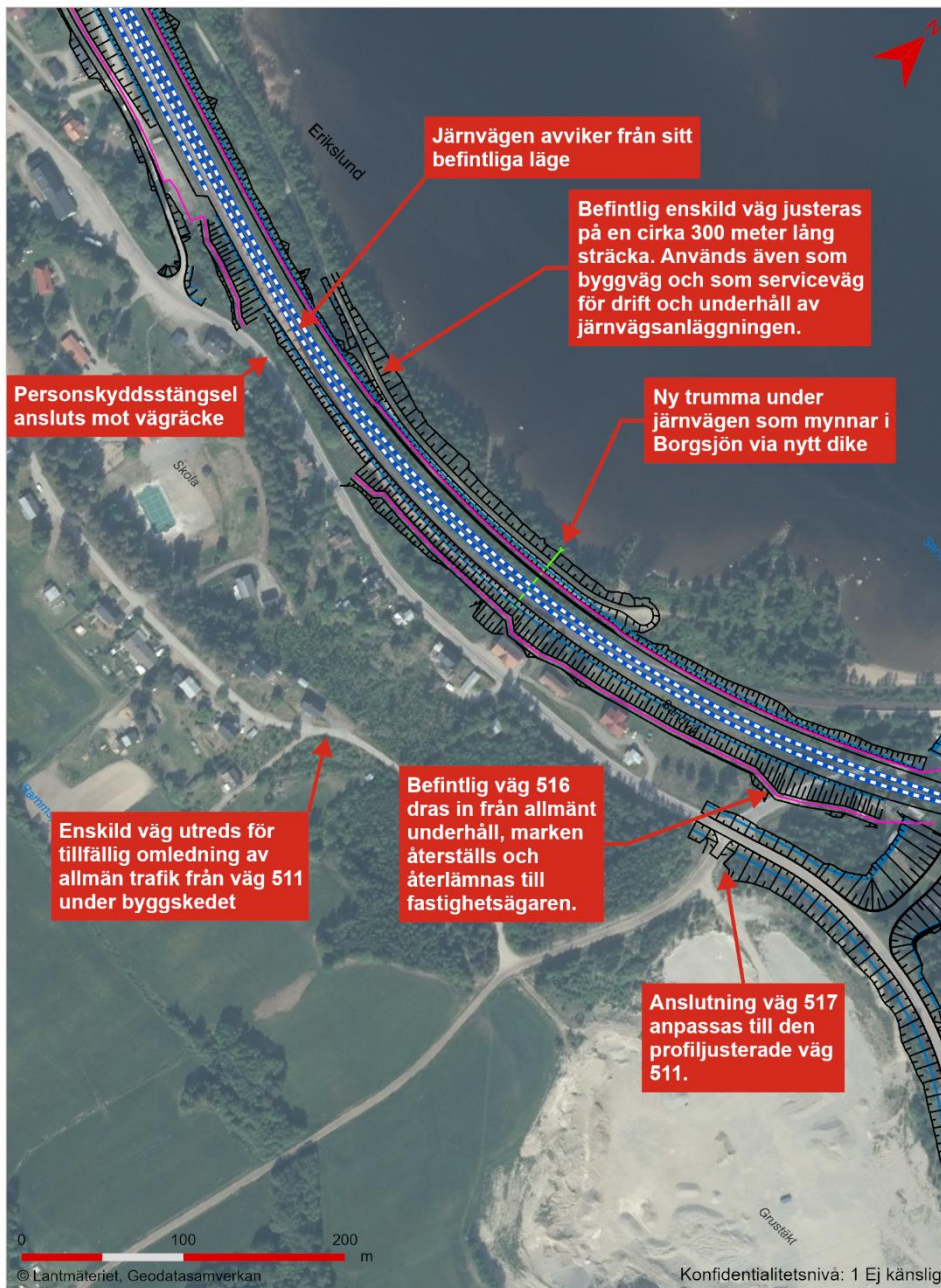 N
Erikslund
Järnvägen avviker från sitt
befintliga läge
Befintlig enskild väg justeras
på en cirka 300 meter lång
sträcka. Används även som
byggväg och som serviceväg
för drift och underhåll av
järnvägsanläggningen.
Personskyddsstängsel
ansluts mot vägräcke
Ny trumma under
järnvägen som mynnar i
Borgsjön via nytt dike
Skola
Enskild väg utreds för
tillfällig omledning av
allmän trafik från väg 511
under byggskedet
Befintlig väg 516
dras in från allmänt
underhåll, marken
återställs och
återlämnas till
fastighetsägaren.
Anslutning väg 517
anpassas till den
profiljusterade väg
511.
Grustäkt
0 100 200
m
© Lantmäteriet, Geodatasamverkan
Konfidentialitetsnivå: 1 Ej känslig